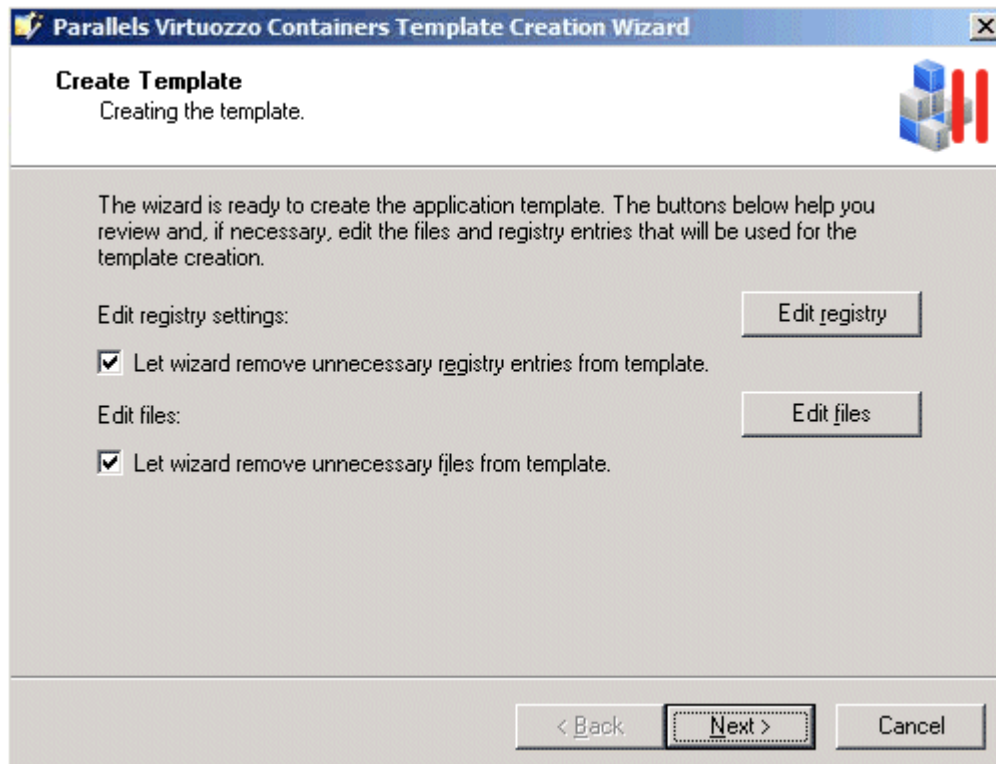 Parallels Virtuozzo Containers Template Creation Wizard
Create Template
Creating the template.
The wizard is ready to create the application template. The buttons below help you
review and, if necessary, edit the files and registry entries that will be used for the
template creation.
Edit registry settings:
Edit registry
Let wizard remove unnecessary registry entries from template.
Edit files:
Edit files
Let wizard remove unnecessary files from template.
< Back
Next >
Cancel